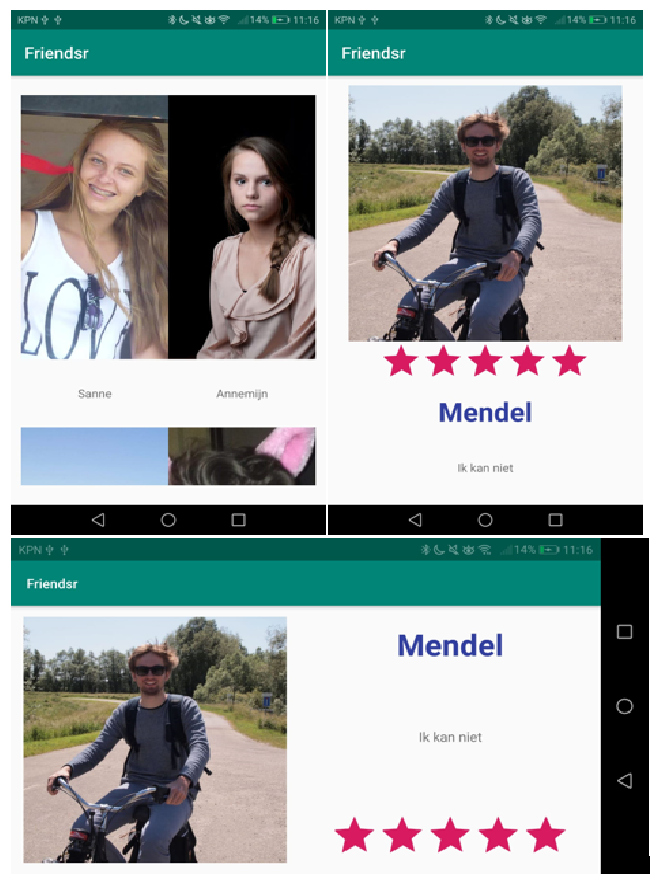 KPN 14% 11:16
Friendsr
LOV
Sanne Annemijn
KPN 14% 11:16
Friendsr
Mendel
Ik kan niet
KPN 14% 11:16
Friendsr
Mendel
Ik kan niet